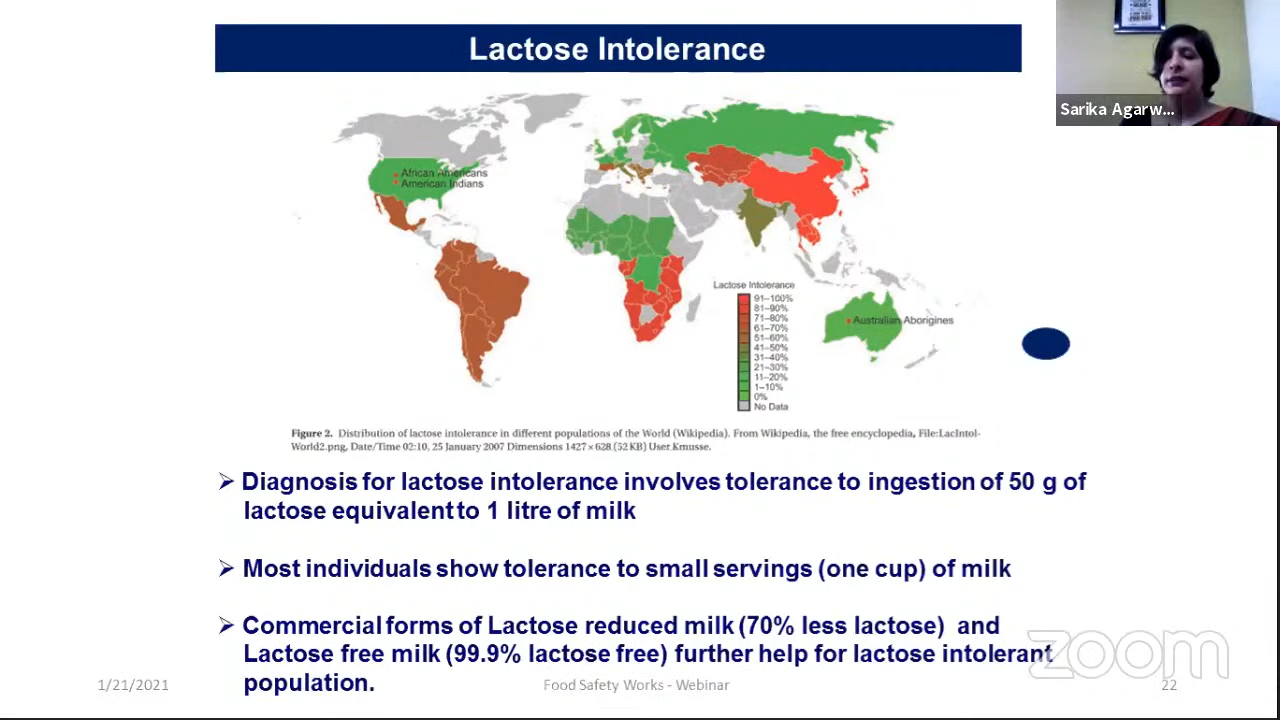 Lactose Intolerance
Sarika Agarw...
African Americans
American Indians
Lactose Intolerance
91–100%
81–90%
71–80%
61–70%
51–60%
41–50%
31–40%
21–30%
11–20%
1–10%
0%
No Data
Australian Aborigines
Figure 2. Distribution of lactose intolerance in different populations of the World (Wikipedia). From Wikipedia, the free encyclopedia, File:LacIntol-
World2.png, Date/Time 02:10, 25 January 2007 Dimensions 1427×628 (52 KB) User Kmusse.
➢ Diagnosis for lactose intolerance involves tolerance to ingestion of 50 g of
lactose equivalent to 1 litre of milk
➢ Most individuals show tolerance to small servings (one cup) of milk
➢ Commercial forms of Lactose reduced milk (70% less lactose) and
Lactose free milk (99.9% lactose free) further help for lactose intolerant
population.
zoom
1/21/2021
Food Safety Works - Webinar
22